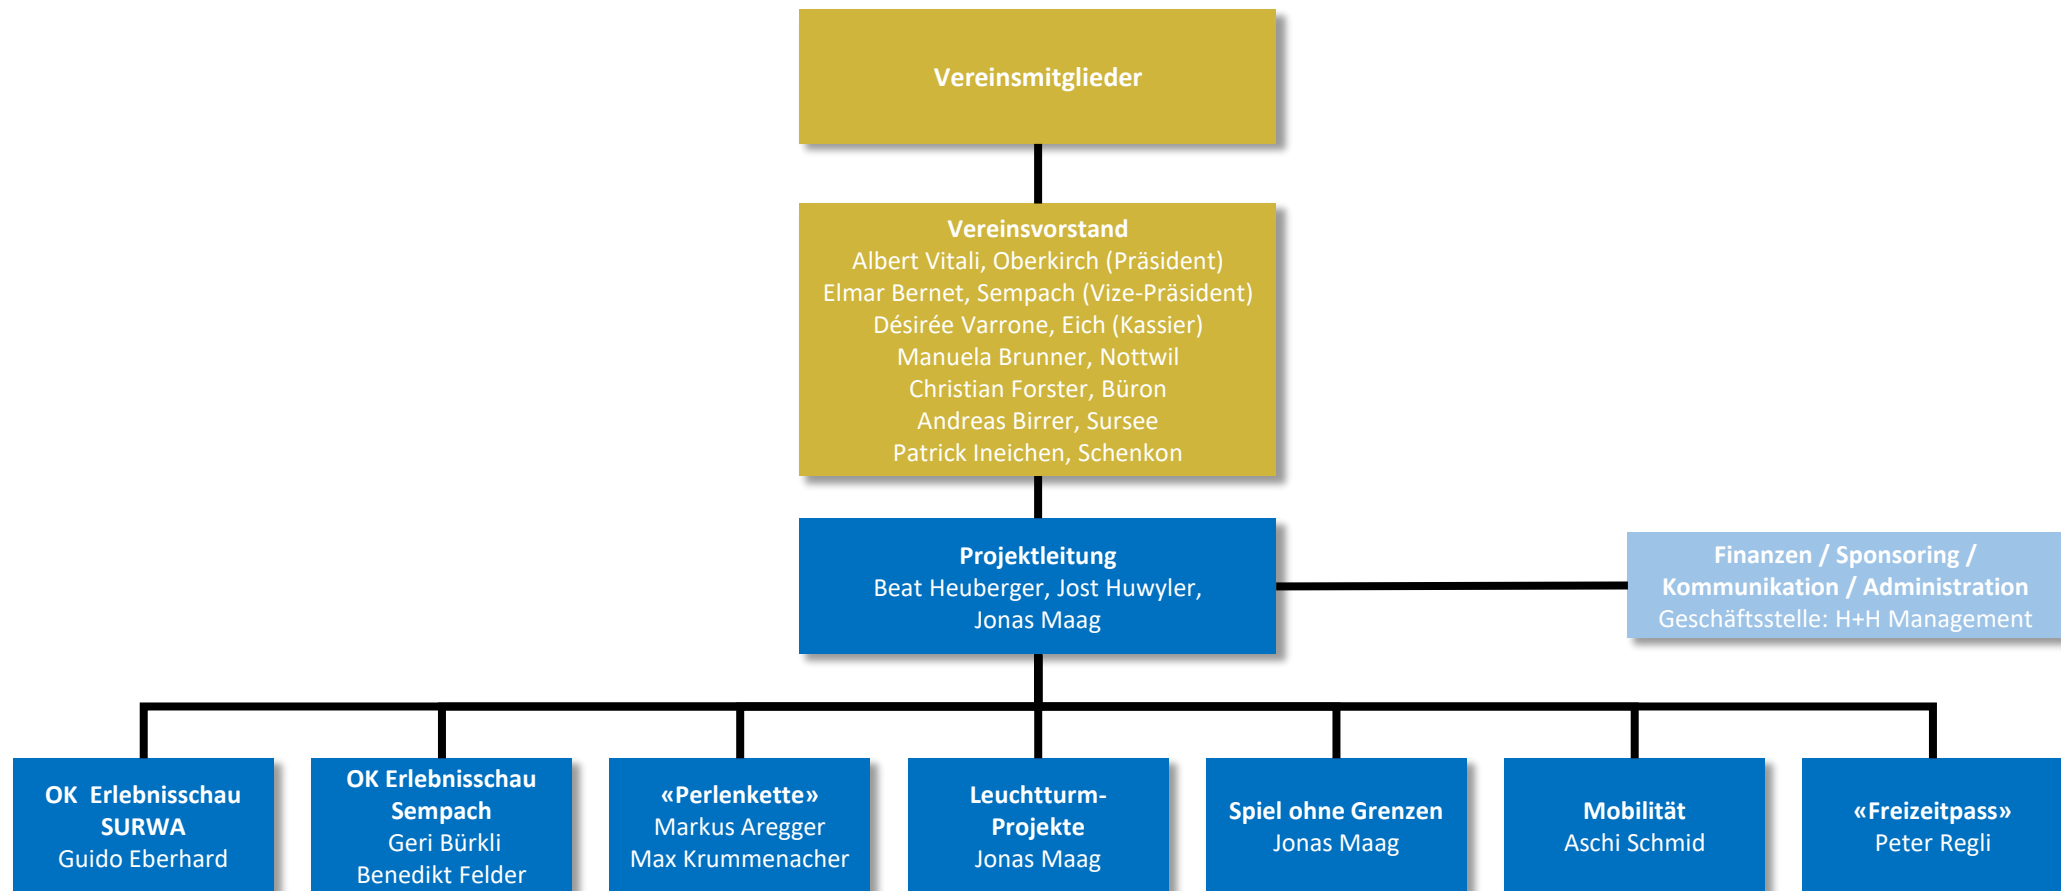 Vereinsmitglieder
Vereinsvorstand
Albert Vitali, Oberkirch (Präsident)
Elmar Bernet, Sempach (Vize-Präsident)
Désirée Varrone, Eich (Kassier)
Manuela Brunner, Nottwil
Christian Forster, Büron
Andreas Birrer, Sursee
Patrick Ineichen, Schenkon
Projektleitung
Beat Heuberger, Jost Huwyler,
Jonas Maag
Finanzen / Sponsoring /
Kommunikation / Administration
Geschäftsstelle: H+H Management
OK Erlebnisschau
SURWA
Guido Eberhard
OK Erlebnisschau
Sempach
Geri Bürkli
Benedikt Felder
«Perlenkette»
Markus Aregger
Max Krummenacher
Leuchtturm-
Projekte
Jonas Maag
Spiel ohne Grenzen
Jonas Maag
Mobilität
Aschi Schmid
«Freizeitpass»
Peter Regli